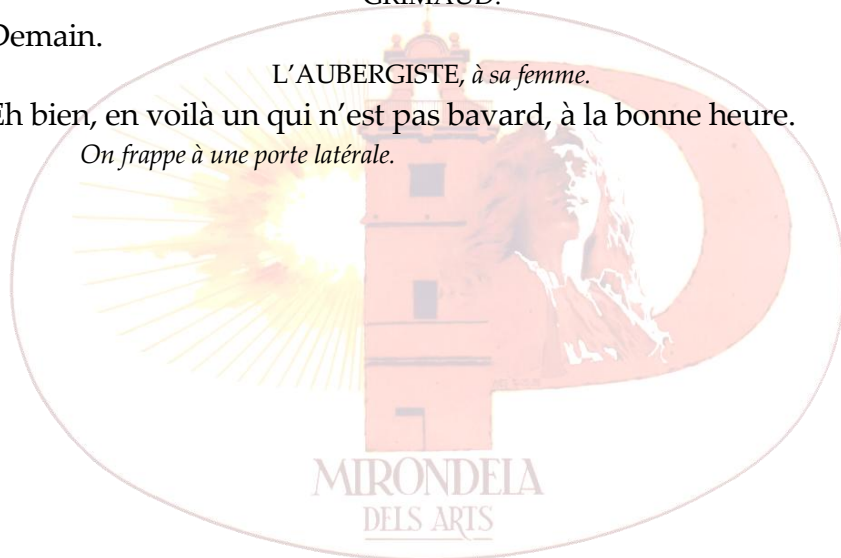 GRIMAUD.
Demain.
L’AUBERGISTE, à sa femme.
Eh bien, en voilà un qui n’est pas bavard, à la bonne heure.
On frappe à une porte latérale.
MIRONDELA
DELS ARTS